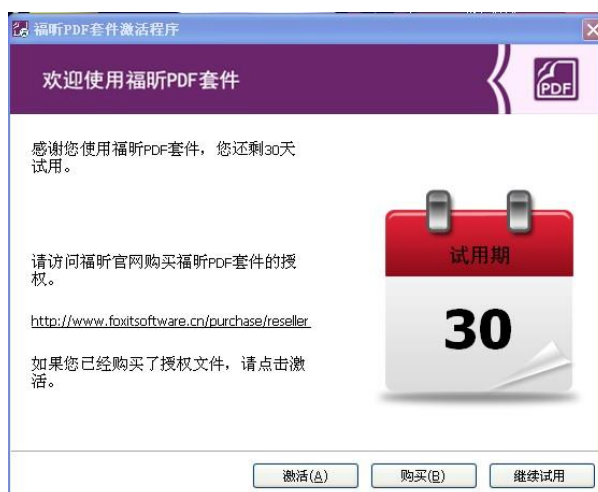 福昕PDF套件激活程序
欢迎使用福昕PDF套件
PDF
感谢您使用福昕PDF套件，您还剩30天
试用。
试用期
30
请访问福昕官网购买福昕PDF套件的授
权。
http://www.foxitsoftware.cn/purchase/reseller
如果您已经购买了授权文件，请点击激
活。
激活(A)
购买(B)
继续试用